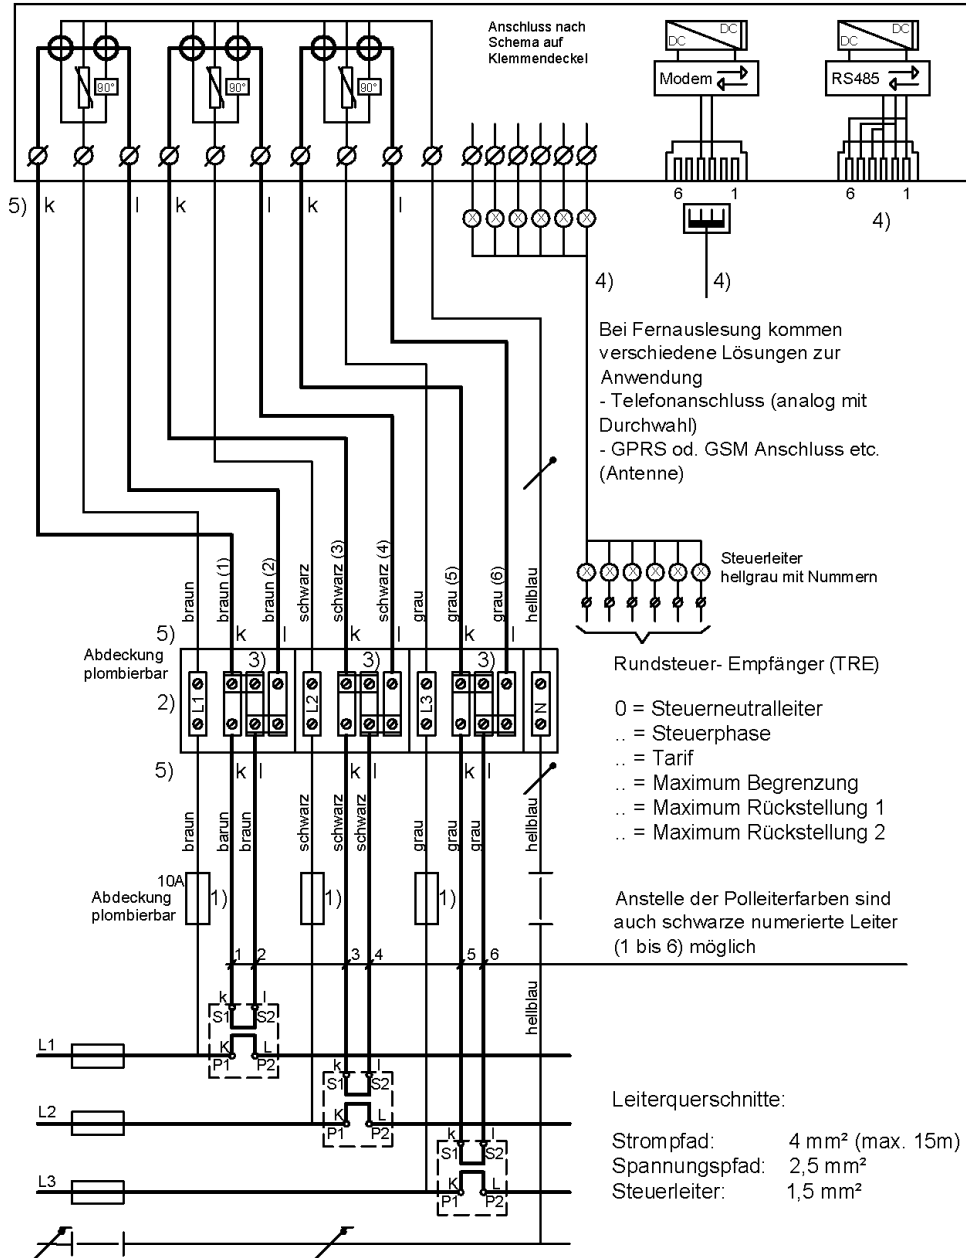 Anschluss nach
Schema auf
Klemmendeckel
DC
DC
DC
DC
Modem
RS485
90°
90°
90°
6 1
6 1
5) k l k l k l
4)
4)
4)
Bei Fernauslesung kommen
verschiedene Lösungen zur
Anwendung
- Telefonanschluss (analog mit
Durchwahl)
- GPRS od. GSM Anschluss etc.
(Antenne)
Steuerleiter
hellgrau mit Nummern
braun
braun (1)
braun (2)
schwarz
schwarz (3)
schwarz (4)
grau
grau (5)
grau (6)
hellblau
5) k l k l k l
Abdeckung
plombierbar
3) 3) 3)
2) L1 L2 L3 N
Rundsteuer- Empfänger (TRE)
0 = Steuerneutralleiter
.. = Steuerphase
.. = Tarif
.. = Maximum Begrenzung
.. = Maximum Rückstellung 1
.. = Maximum Rückstellung 2
5) k l k l k l
braun
barun
braun
schwarz
schwarz
schwarz
grau
grau
grau
hellblau
10A
Abdeckung
plombierbar
1) 1) 1)
Anstelle der Polleiterfarben sind
auch schwarze numerierte Leiter
(1 bis 6) möglich
1 2 3 4 5 6
hellblau
k l
S1 S2
L1 K L
P1 P2
k l
S1 S2
L2 K L
P1 P2
k l
S1 S2
L3 K L
P1 P2
Leiterquerschnitte:
Strompfad: 4 mm² (max. 15m)
Spannungspfad: 2,5 mm²
Steuerleiter: 1,5 mm²